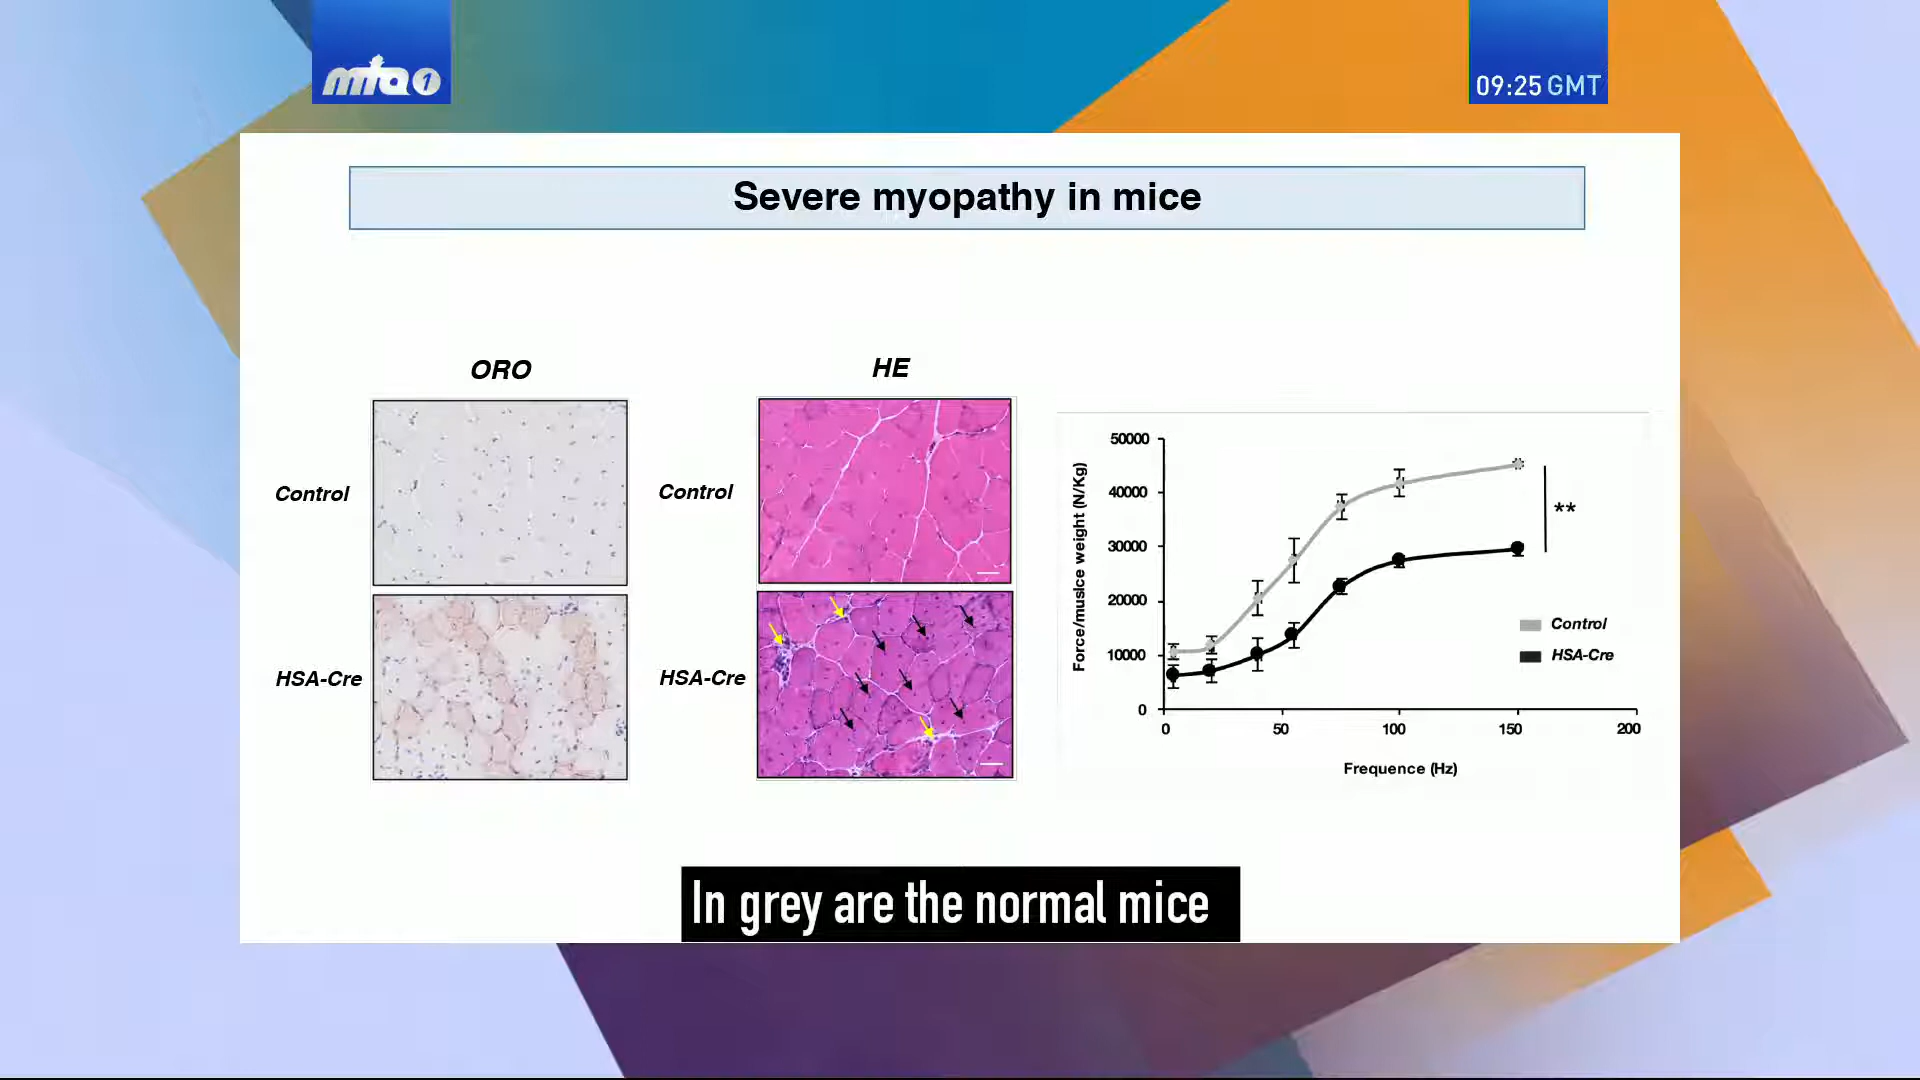 mta1
09:25 GMT
Severe myopathy in mice
ORO
HE
Control
HSA-Cre
Control
HSA-Cre
Force/muslce weight (N/Kg)
50000
40000
30000
20000
10000
0
0 50 100 150 200
Frequence (Hz)
**
Control
HSA-Cre
In grey are the normal mice